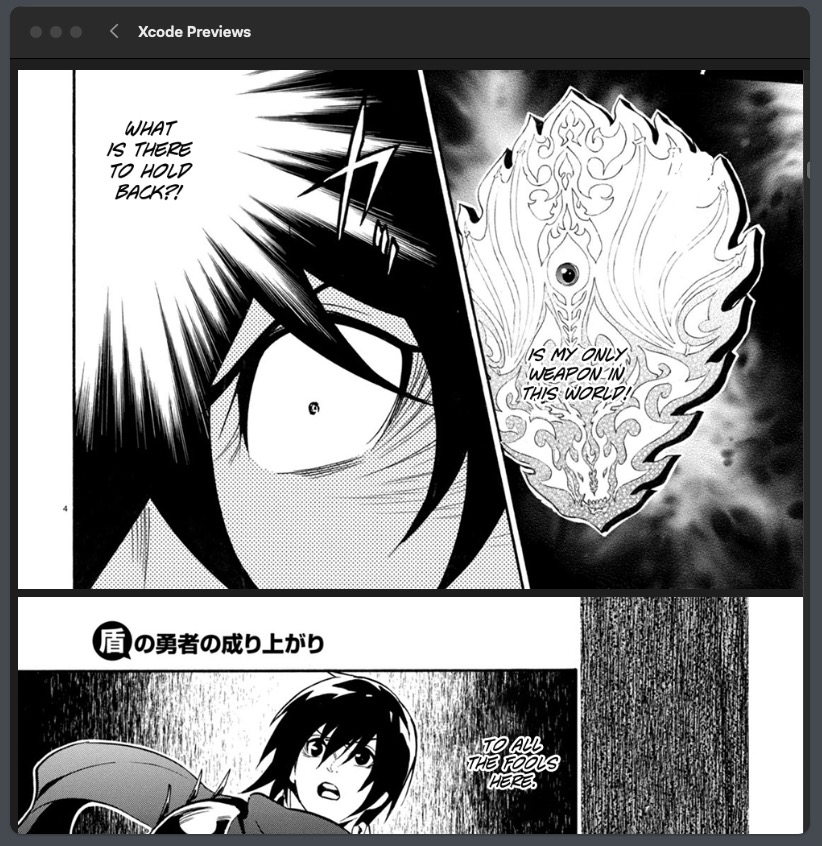 Xcode Previews
WHAT
IS THERE
TO HOLD
BACK?!
IS MY ONLY
WEAPON IN
THIS WORLD!
4
盾の勇者の成り上がり
TO ALL
THE FOOLS
HERE.